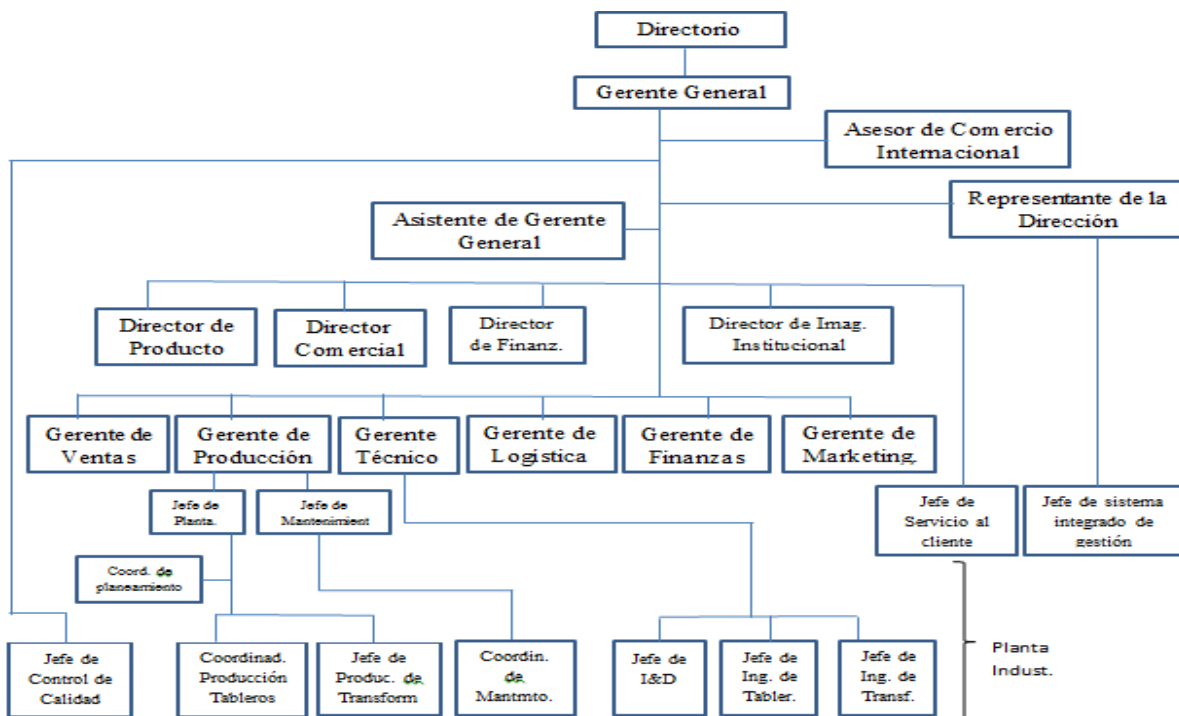 Directorio
Gerente General
Asesor de Comercio
Internacional
Representante de la
Dirección
Asistente de Gerente
General
Director de
Producto
Director
Comercial
Director
de Finanz.
Director de Imag.
Institucional
Gerente de
Ventas
Gerente de
Producción
Gerente
Técnico
Gerente de
Logistica
Gerente de
Finanzas
Gerente de
Marketing.
Jefe de
Planta.
Jefe de
Mantenimient
Jefe de
Servicio al
cliente
Jefe de sistema
integrado de
gestión
Coord. de
planeamiento
Jefe de
Control de
Calidad
Coordinad.
Producción
Tableros
Jefe de
Produc. de
Transform
Coordin.
de
Mantmto.
Jefe de
I&D
Jefe de
Ing. de
Tabler.
Jefe de
Ing. de
Transf.
Planta
Indust.